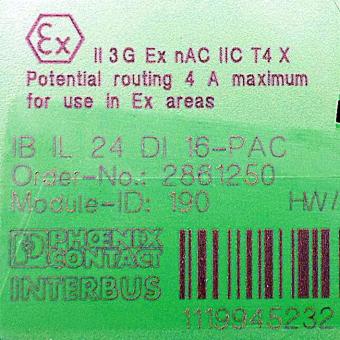 Ex II 3 G Ex nAC IIC T4 X
Potential routing 4 A maximum
for use in Ex areas
IB IL 24 DI 16-PAC
Order-No.: 2861250
Module-ID: 190 HW/
PHOENIX
CONTACT
INTERBUS
1119945232